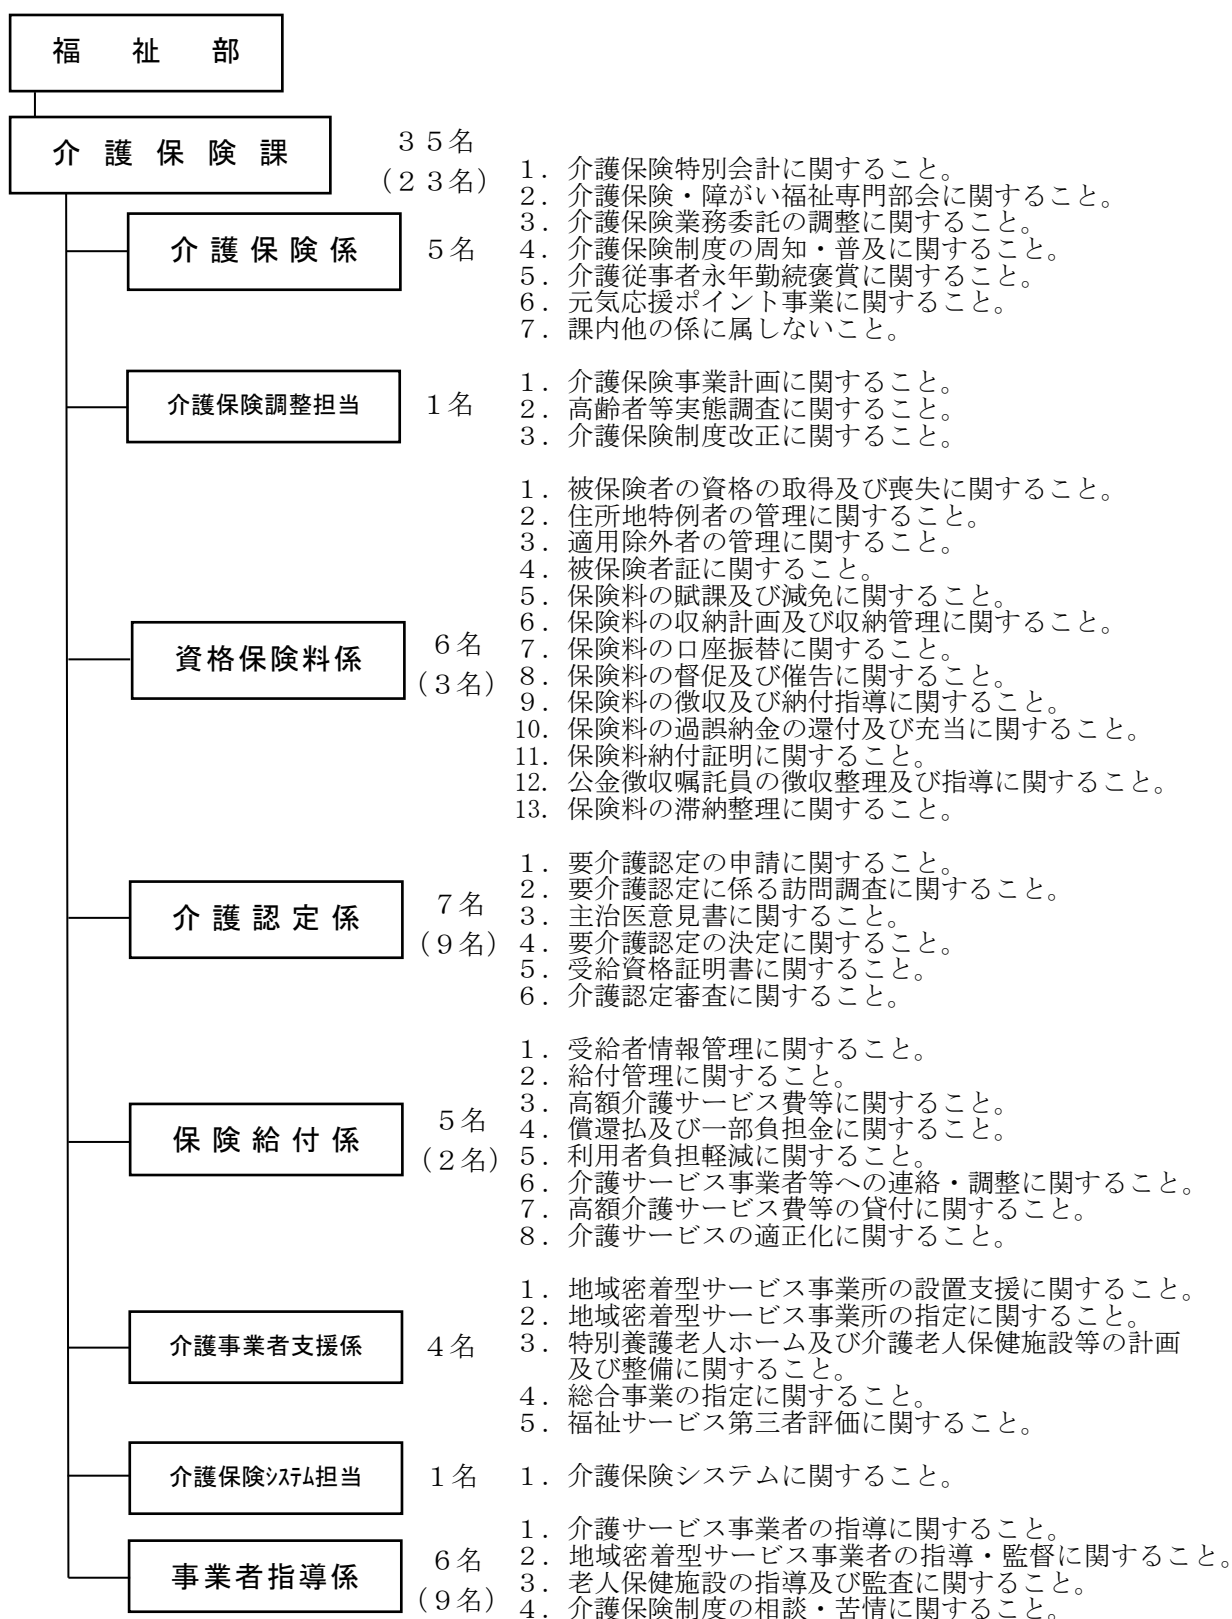 福　祉　部
介護保険課
３５名
（２３名）
介護保険係
５名
１．介護保険特別会計に関すること。
２．介護保険・障がい福祉専門部会に関すること。
３．介護保険業務委託の調整に関すること。
４．介護保険制度の周知・普及に関すること。
５．介護従事者永年勤続褒賞に関すること。
６．元気応援ポイント事業に関すること。
７．課内他の係に属しないこと。
介護保険調整担当
１名
１．介護保険事業計画に関すること。
２．高齢者等実態調査に関すること。
３．介護保険制度改正に関すること。
資格保険料係
６名
（３名）
１．被保険者の資格の取得及び喪失に関すること。
２．住所地特例者の管理に関すること。
３．適用除外者の管理に関すること。
４．被保険者証に関すること。
５．保険料の賦課及び減免に関すること。
６．保険料の収納計画及び収納管理に関すること。
７．保険料の口座振替に関すること。
８．保険料の督促及び催告に関すること。
９．保険料の徴収及び納付指導に関すること。
10．保険料の過誤納金の還付及び充当に関すること。
11．保険料納付証明に関すること。
12．公金徴収嘱託員の徴収整理及び指導に関すること。
13．保険料の滞納整理に関すること。
介護認定係
７名
（９名）
１．要介護認定の申請に関すること。
２．要介護認定に係る訪問調査に関すること。
３．主治医意見書に関すること。
４．要介護認定の決定に関すること。
５．受給資格証明書に関すること。
６．介護認定審査に関すること。
保険給付係
５名
（２名）
１．受給者情報管理に関すること。
２．給付管理に関すること。
３．高額介護サービス費等に関すること。
４．償還払及び一部負担金に関すること。
５．利用者負担軽減に関すること。
６．介護サービス事業者等への連絡・調整に関すること。
７．高額介護サービス費等の貸付に関すること。
８．介護サービスの適正化に関すること。
介護事業者支援係
４名
１．地域密着型サービス事業所の設置支援に関すること。
２．地域密着型サービス事業所の指定に関すること。
３．特別養護老人ホーム及び介護老人保健施設等の計画
及び整備に関すること。
４．総合事業の指定に関すること。
５．福祉サービス第三者評価に関すること。
介護保険ｼｽﾃﾑ担当
１名
１．介護保険システムに関すること。
事業者指導係
６名
（９名）
１．介護サービス事業者の指導に関すること。
２．地域密着型サービス事業者の指導・監督に関すること。
３．老人保健施設の指導及び監査に関すること。
４．介護保険制度の相談・苦情に関すること。